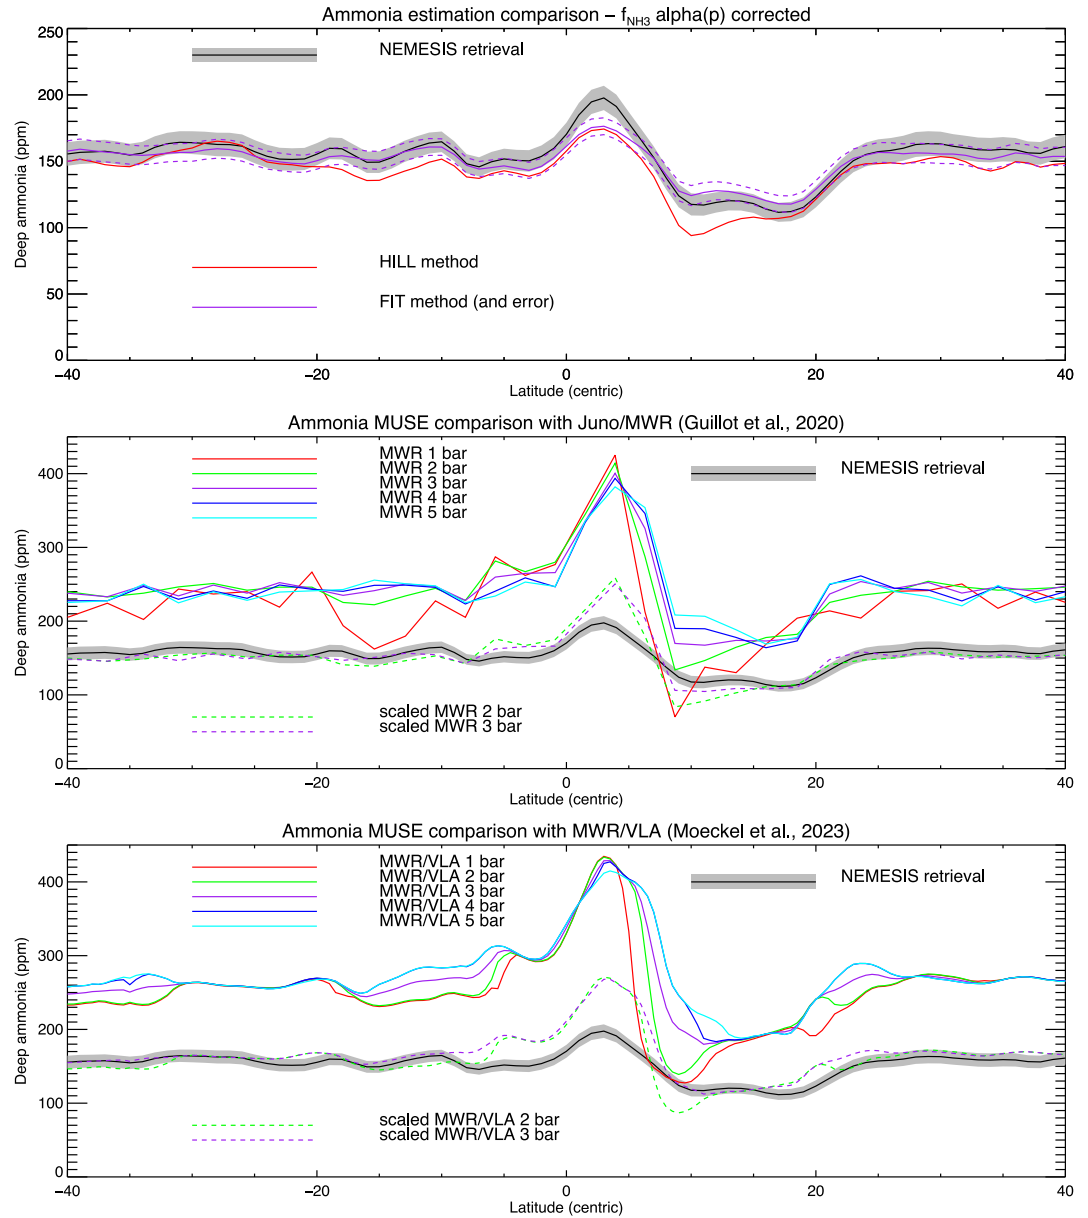 Ammonia estimation comparison – fNH3 alpha(p) corrected
250
200
150
100
50
0
Deep ammonia (ppm)
NEMESIS retrieval
HILL method
FIT method (and error)
−40
−20
0
20
40
Latitude (centric)
Ammonia MUSE comparison with Juno/MWR (Guillot et al., 2020)
400
300
200
100
0
Deep ammonia (ppm)
MWR 1 bar
MWR 2 bar
MWR 3 bar
MWR 4 bar
MWR 5 bar
NEMESIS retrieval
scaled MWR 2 bar
scaled MWR 3 bar
−40
−20
0
20
40
Latitude (centric)
Ammonia MUSE comparison with MWR/VLA (Moeckel et al., 2023)
400
300
200
100
0
Deep ammonia (ppm)
MWR/VLA 1 bar
MWR/VLA 2 bar
MWR/VLA 3 bar
MWR/VLA 4 bar
MWR/VLA 5 bar
NEMESIS retrieval
scaled MWR/VLA 2 bar
scaled MWR/VLA 3 bar
−40
−20
0
20
40
Latitude (centric)